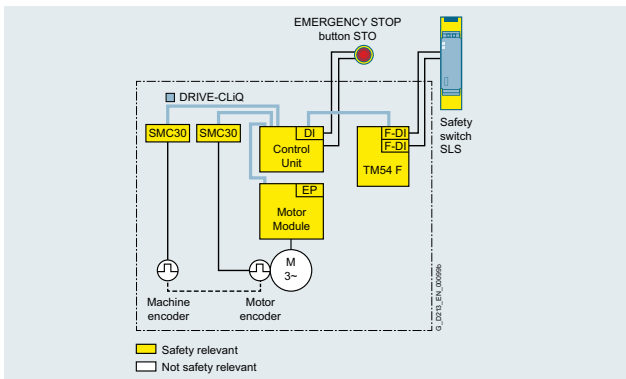 EMERGENCY STOP
button STO
DRIVE-CLiQ
SMC30
SMC30
DI
Control
Unit
F-DI
F-DI
TM54 F
Safety
switch
SLS
EP
Motor
Module
M
3~
Machine
encoder
Motor
encoder
G_D213_EN_00099b
Safety relevant
Not safety relevant